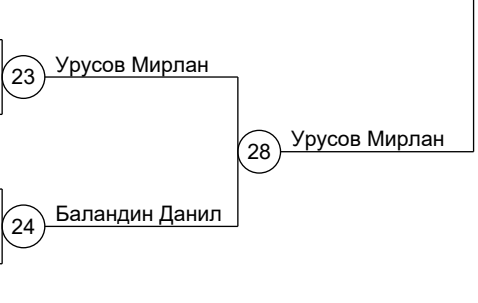 23 Урусов Мирлан
28 Урусов Мирлан
24 Баландин Данил